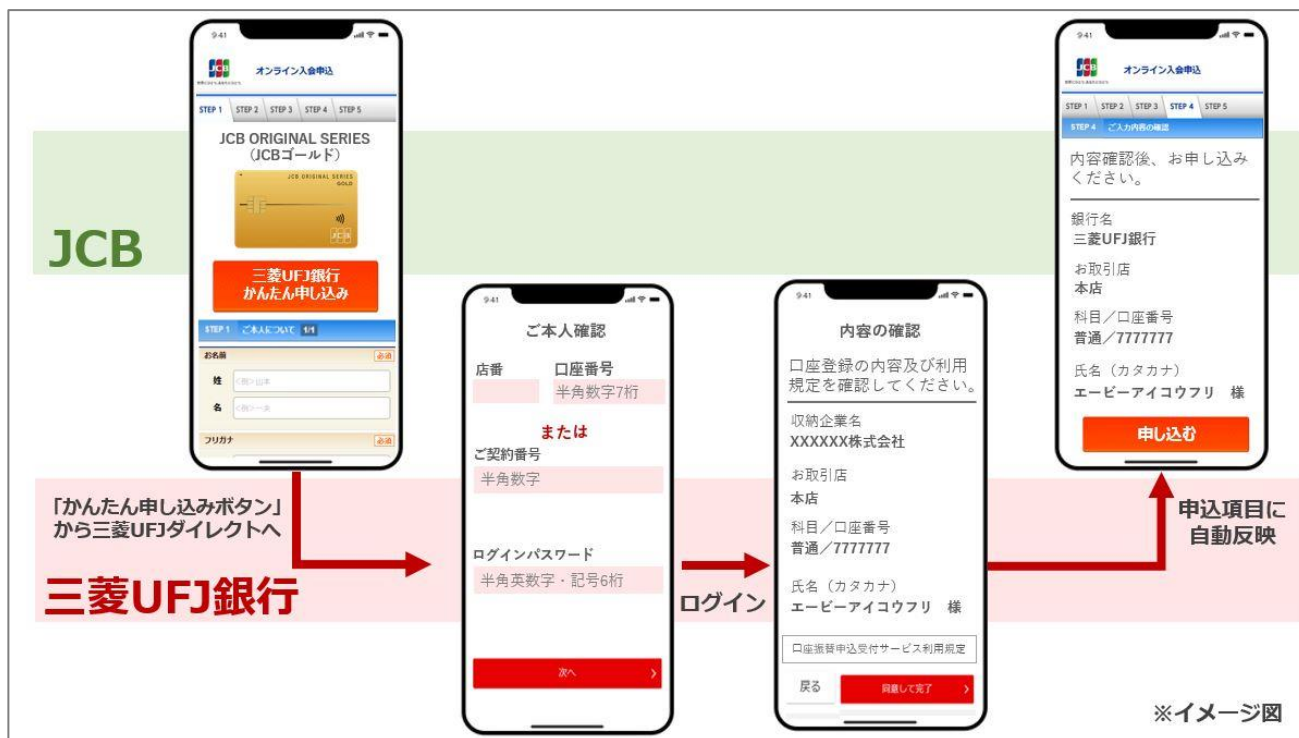 9:41
JCB
オンライン入会申込
STEP 1 STEP 2 STEP 3 STEP 4 STEP 5
JCB ORIGINAL SERIES
（JCBゴールド）
JCB ORIGINAL SERIES
GOLD
JCB
三菱UFJ銀行
かんたん申し込み
STEP 1 ご本人について 1/1
お名前 必須
姓 <例>山本
名 <例>一浪
フリガナ 必須
JCB
「かんたん申し込みボタン」
から三菱UFJダイレクトへ
三菱UFJ銀行
9:41
ご本人確認
店番 口座番号
半角数字7桁
または
ご契約番号
半角数字
ログインパスワード
半角英数字・記号6桁
次へ
ログイン
9:41
内容の確認
口座登録の内容及び利用
規定を確認してください。
収納企業名
XXXXXX株式会社
お取引店
本店
科目／口座番号
普通／7777777
氏名（カタカナ）
エービーアイコウフリ 様
口座振替申込受付サービス利用規定
戻る 同意して完了
9:41
JCB
オンライン入会申込
STEP 1 STEP 2 STEP 3 STEP 4 STEP 5
STEP 4 ご入力内容の確認
内容確認後、お申し込み
ください。
銀行名
三菱UFJ銀行
お取引店
本店
科目／口座番号
普通／7777777
氏名（カタカナ）
エービーアイコウフリ 様
申し込む
申込項目に
自動反映
※イメージ図